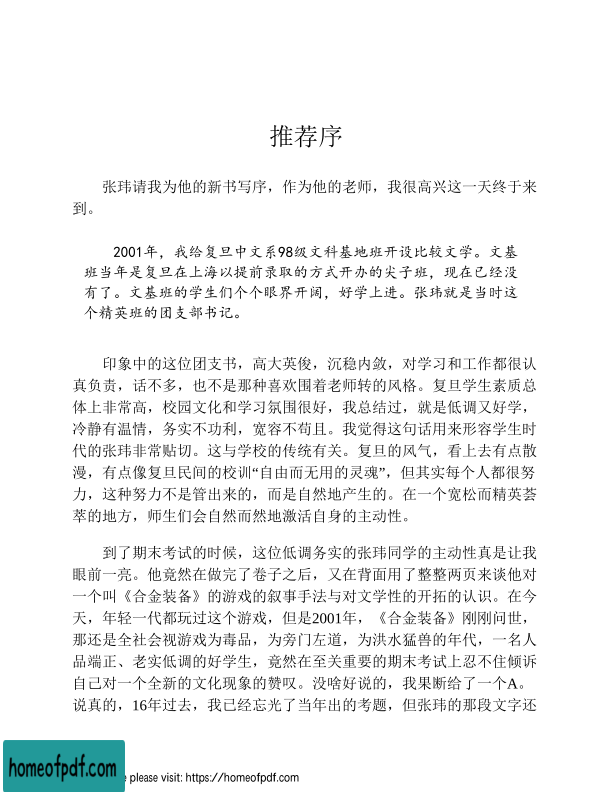 推荐序
张玮请我为他的新书写序，作为他的老师，我很高兴这一天终于来
到。
2001年，我给复旦中文系98级文科基地班开设比较文学。文基
班当年是复旦在上海以提前录取的方式开办的尖子班，现在已经没
有了。文基班的学生们个个眼界开阔，好学上进。张玮就是当时这
个精英班的团支部书记。
印象中的这位团支书，高大英俊，沉稳内敛，对学习和工作都很认
真负责，话不多，也不是那种喜欢围着老师转的风格。复旦学生素质总
体上非常高，校园文化和学习氛围很好，我总结过，就是低调又好学，
冷静有温情，务实不功利，宽容不苟且。我觉得这句话用来形容学生时
代的张玮非常贴切。这与学校的传统有关。复旦的风气，看上去有点散
漫，有点像复旦民间的校训“自由而无用的灵魂”，但其实每个人都很努
力，这种努力不是管出来的，而是自然地产生的。在一个宽松而精英荟
萃的地方，师生们会自然而然地激活自身的主动性。
到了期末考试的时候，这位低调务实的张玮同学的主动性真是让我
眼前一亮。他竟然在做完了卷子之后，又在背面用了整整两页来谈他对
一个叫《合金装备》的游戏的叙事手法与对文学性的开拓的认识。在今
天，年轻一代都玩过这个游戏，但是2001年，《合金装备》刚刚问世，
那还是全社会视游戏为毒品，为旁门左道，为洪水猛兽的年代，一名人
品端正、老实低调的好学生，竟然在至关重要的期末考试上忍不住倾诉
自己对一个全新的文化现象的赞叹。没啥好说的，我果断给了一个A。
说真的，16年过去，我已经忘光了当年出的考题，但张玮的那段文字还
homeofpdf.com
e please visit: https://homeofpdf.com